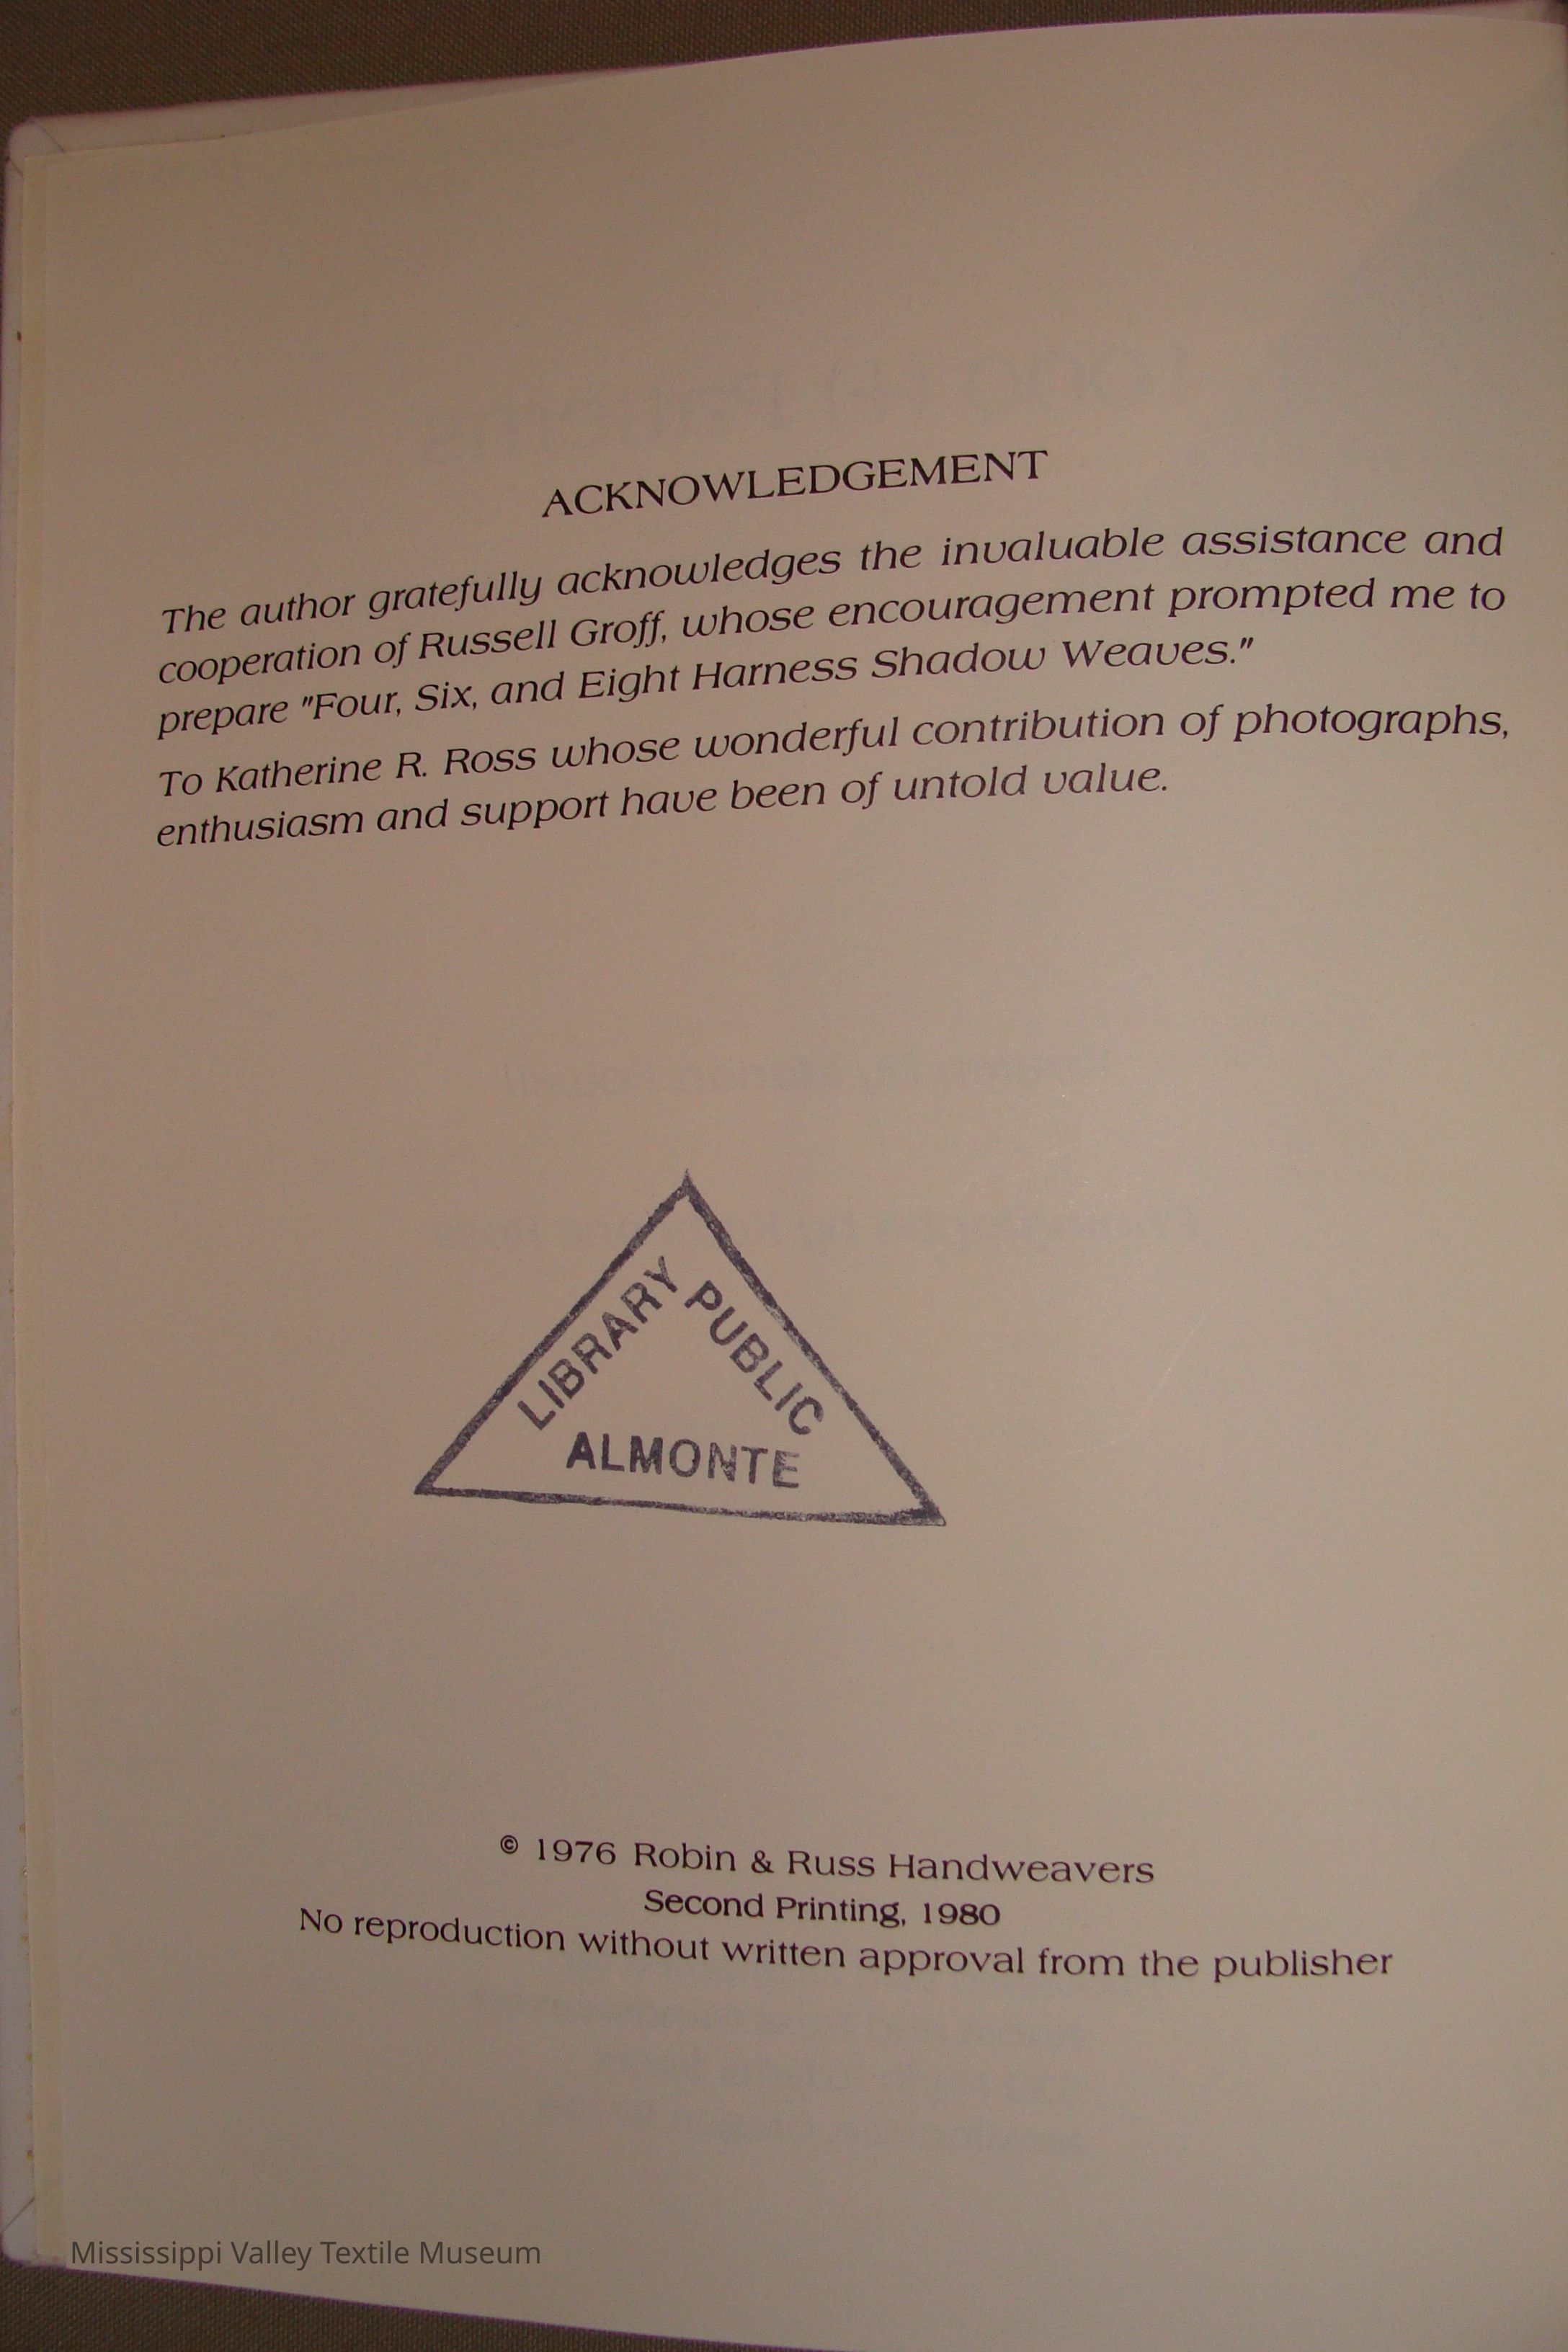 ACKNOWLEDGEMENT
The author gratefully acknowledges the invaluable assistance and
cooperation of Russell Groff, whose encouragement prompted me to
prepare "Four, Six, and Eight Harness Shadow Weaves."
To Katherine R. Ross whose wonderful contribution of photographs,
enthusiasm and support have been of untold value.
LIBRARY
PUBLIC
ALMONTE
© 1976 Robin & Russ Handweavers
Second Printing, 1980
No reproduction without written approval from the publisher
Mississippi Valley Textile Museum